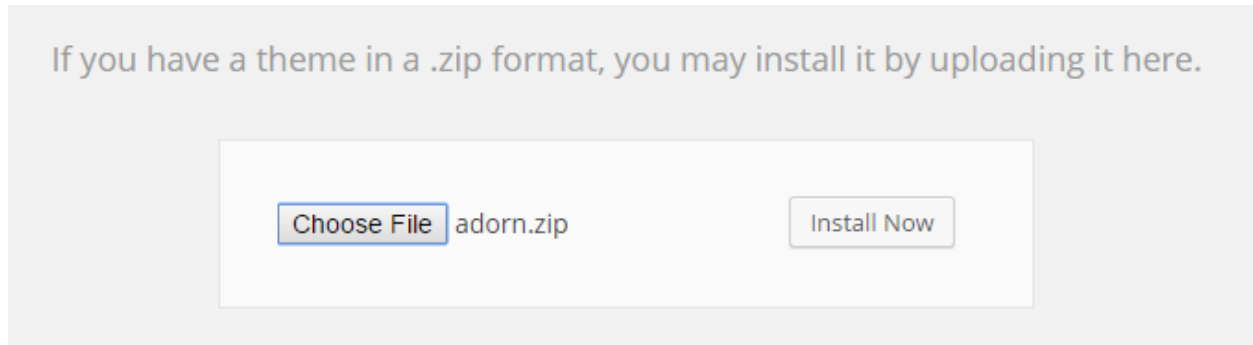 If you have a theme in a .zip format, you may install it by uploading it here.
Choose File adorn.zip Install Now